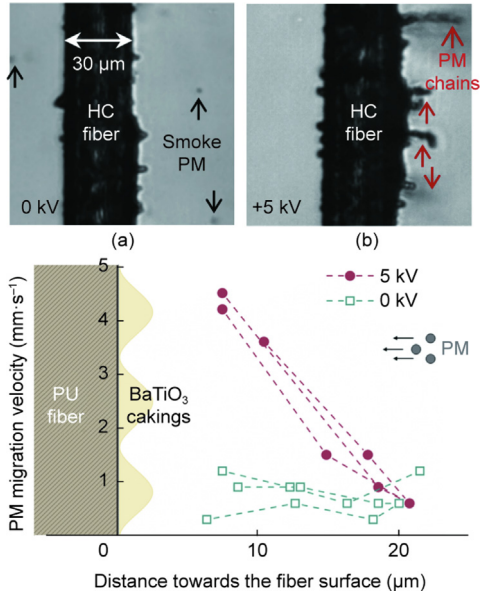 30 μm
HC
fiber
Smoke
PM
0 kV
(a)
PM
chains
HC
fiber
+5 kV
(b)
PM migration velocity (mm·s⁻¹)
5
4
3
2
1
0
PU
fiber
BaTiO₃
cakings
5 kV
0 kV
PM
10
20
Distance towards the fiber surface (μm)